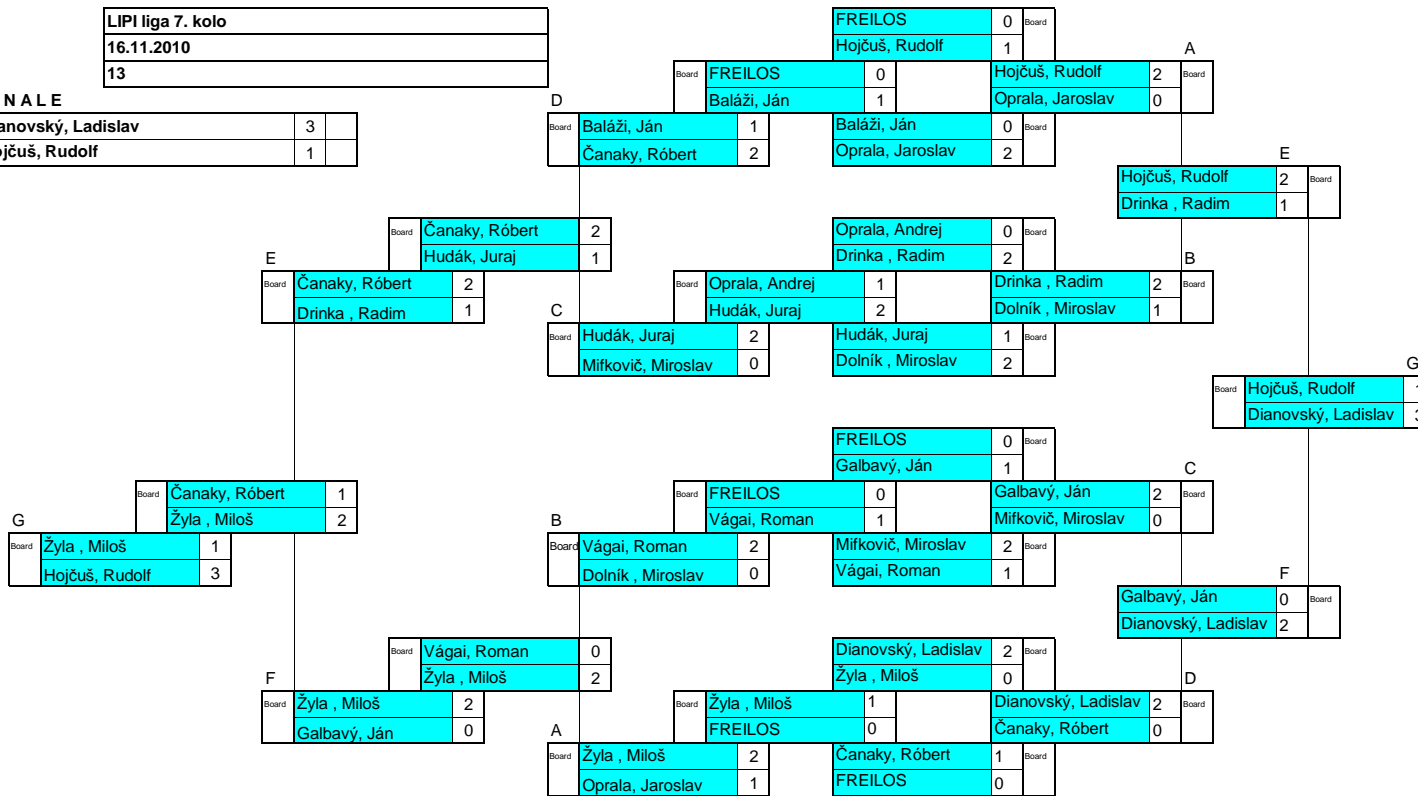 LIPI liga 7. kolo
16.11.2010
13
N A L E
anovský, Ladislav 3
jčuš, Rudolf 1
FREILOS 0 Board
Hojčuš, Rudolf 1
A
Board FREILOS 0
Baláži, Ján 1
Hojčuš, Rudolf 2 Board
Oprala, Jaroslav 0
D
Board Baláži, Ján 1
Čanaky, Róbert 2
Baláži, Ján 0 Board
Oprala, Jaroslav 2
E
Hojčuš, Rudolf 2 Board
Drinka , Radim 1
Board Čanaky, Róbert 2
Hudák, Juraj 1
Oprala, Andrej 0 Board
Drinka , Radim 2
E
B
Board Čanaky, Róbert 2
Drinka , Radim 1
Board Oprala, Andrej 1
Hudák, Juraj 2
Drinka , Radim 2 Board
Dolník , Miroslav 1
C
Board Hudák, Juraj 2
Mifkovič, Miroslav 0
Hudák, Juraj 1 Board
Dolník , Miroslav 2
G
Board Hojčuš, Rudolf 1
Dianovský, Ladislav 3
FREILOS 0 Board
Galbavý, Ján 1
C
Board Čanaky, Róbert 1
Žyla , Miloš 2
Board FREILOS 0
Vágai, Roman 1
Galbavý, Ján 2 Board
Mifkovič, Miroslav 0
G
B
Board Žyla , Miloš 1
Hojčuš, Rudolf 3
Board Vágai, Roman 2
Dolník , Miroslav 0
Mifkovič, Miroslav 2 Board
Vágai, Roman 1
F
Galbavý, Ján 0 Board
Dianovský, Ladislav 2
Board Vágai, Roman 0
Žyla , Miloš 2
Dianovský, Ladislav 2 Board
Žyla , Miloš 0
F
D
Board Žyla , Miloš 2
Galbavý, Ján 0
Board Žyla , Miloš 1
FREILOS 0
Dianovský, Ladislav 2 Board
Čanaky, Róbert 0
A
Board Žyla , Miloš 2
Oprala, Jaroslav 1
Čanaky, Róbert 1 Board
FREILOS 0